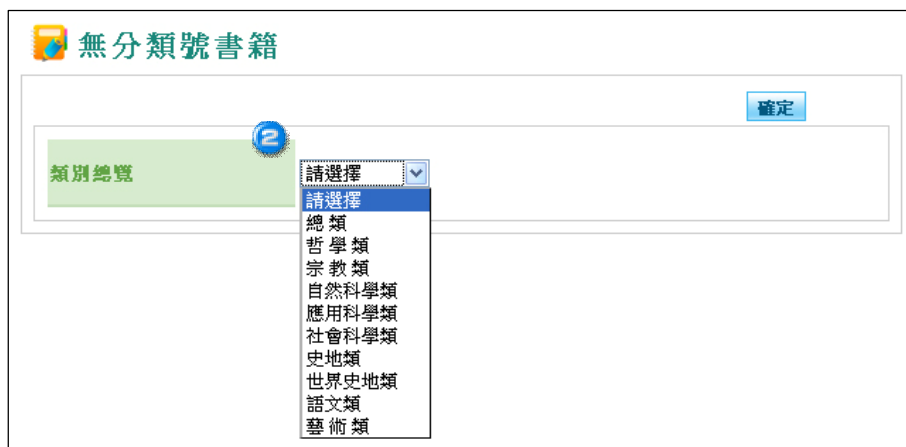 無分類號書籍
確定
2
類別總覽
請選擇
請選擇
總 類
哲 學 類
宗 教 類
自然科學類
應用科學類
社會科學類
史地類
世界史地類
語文類
藝 術 類